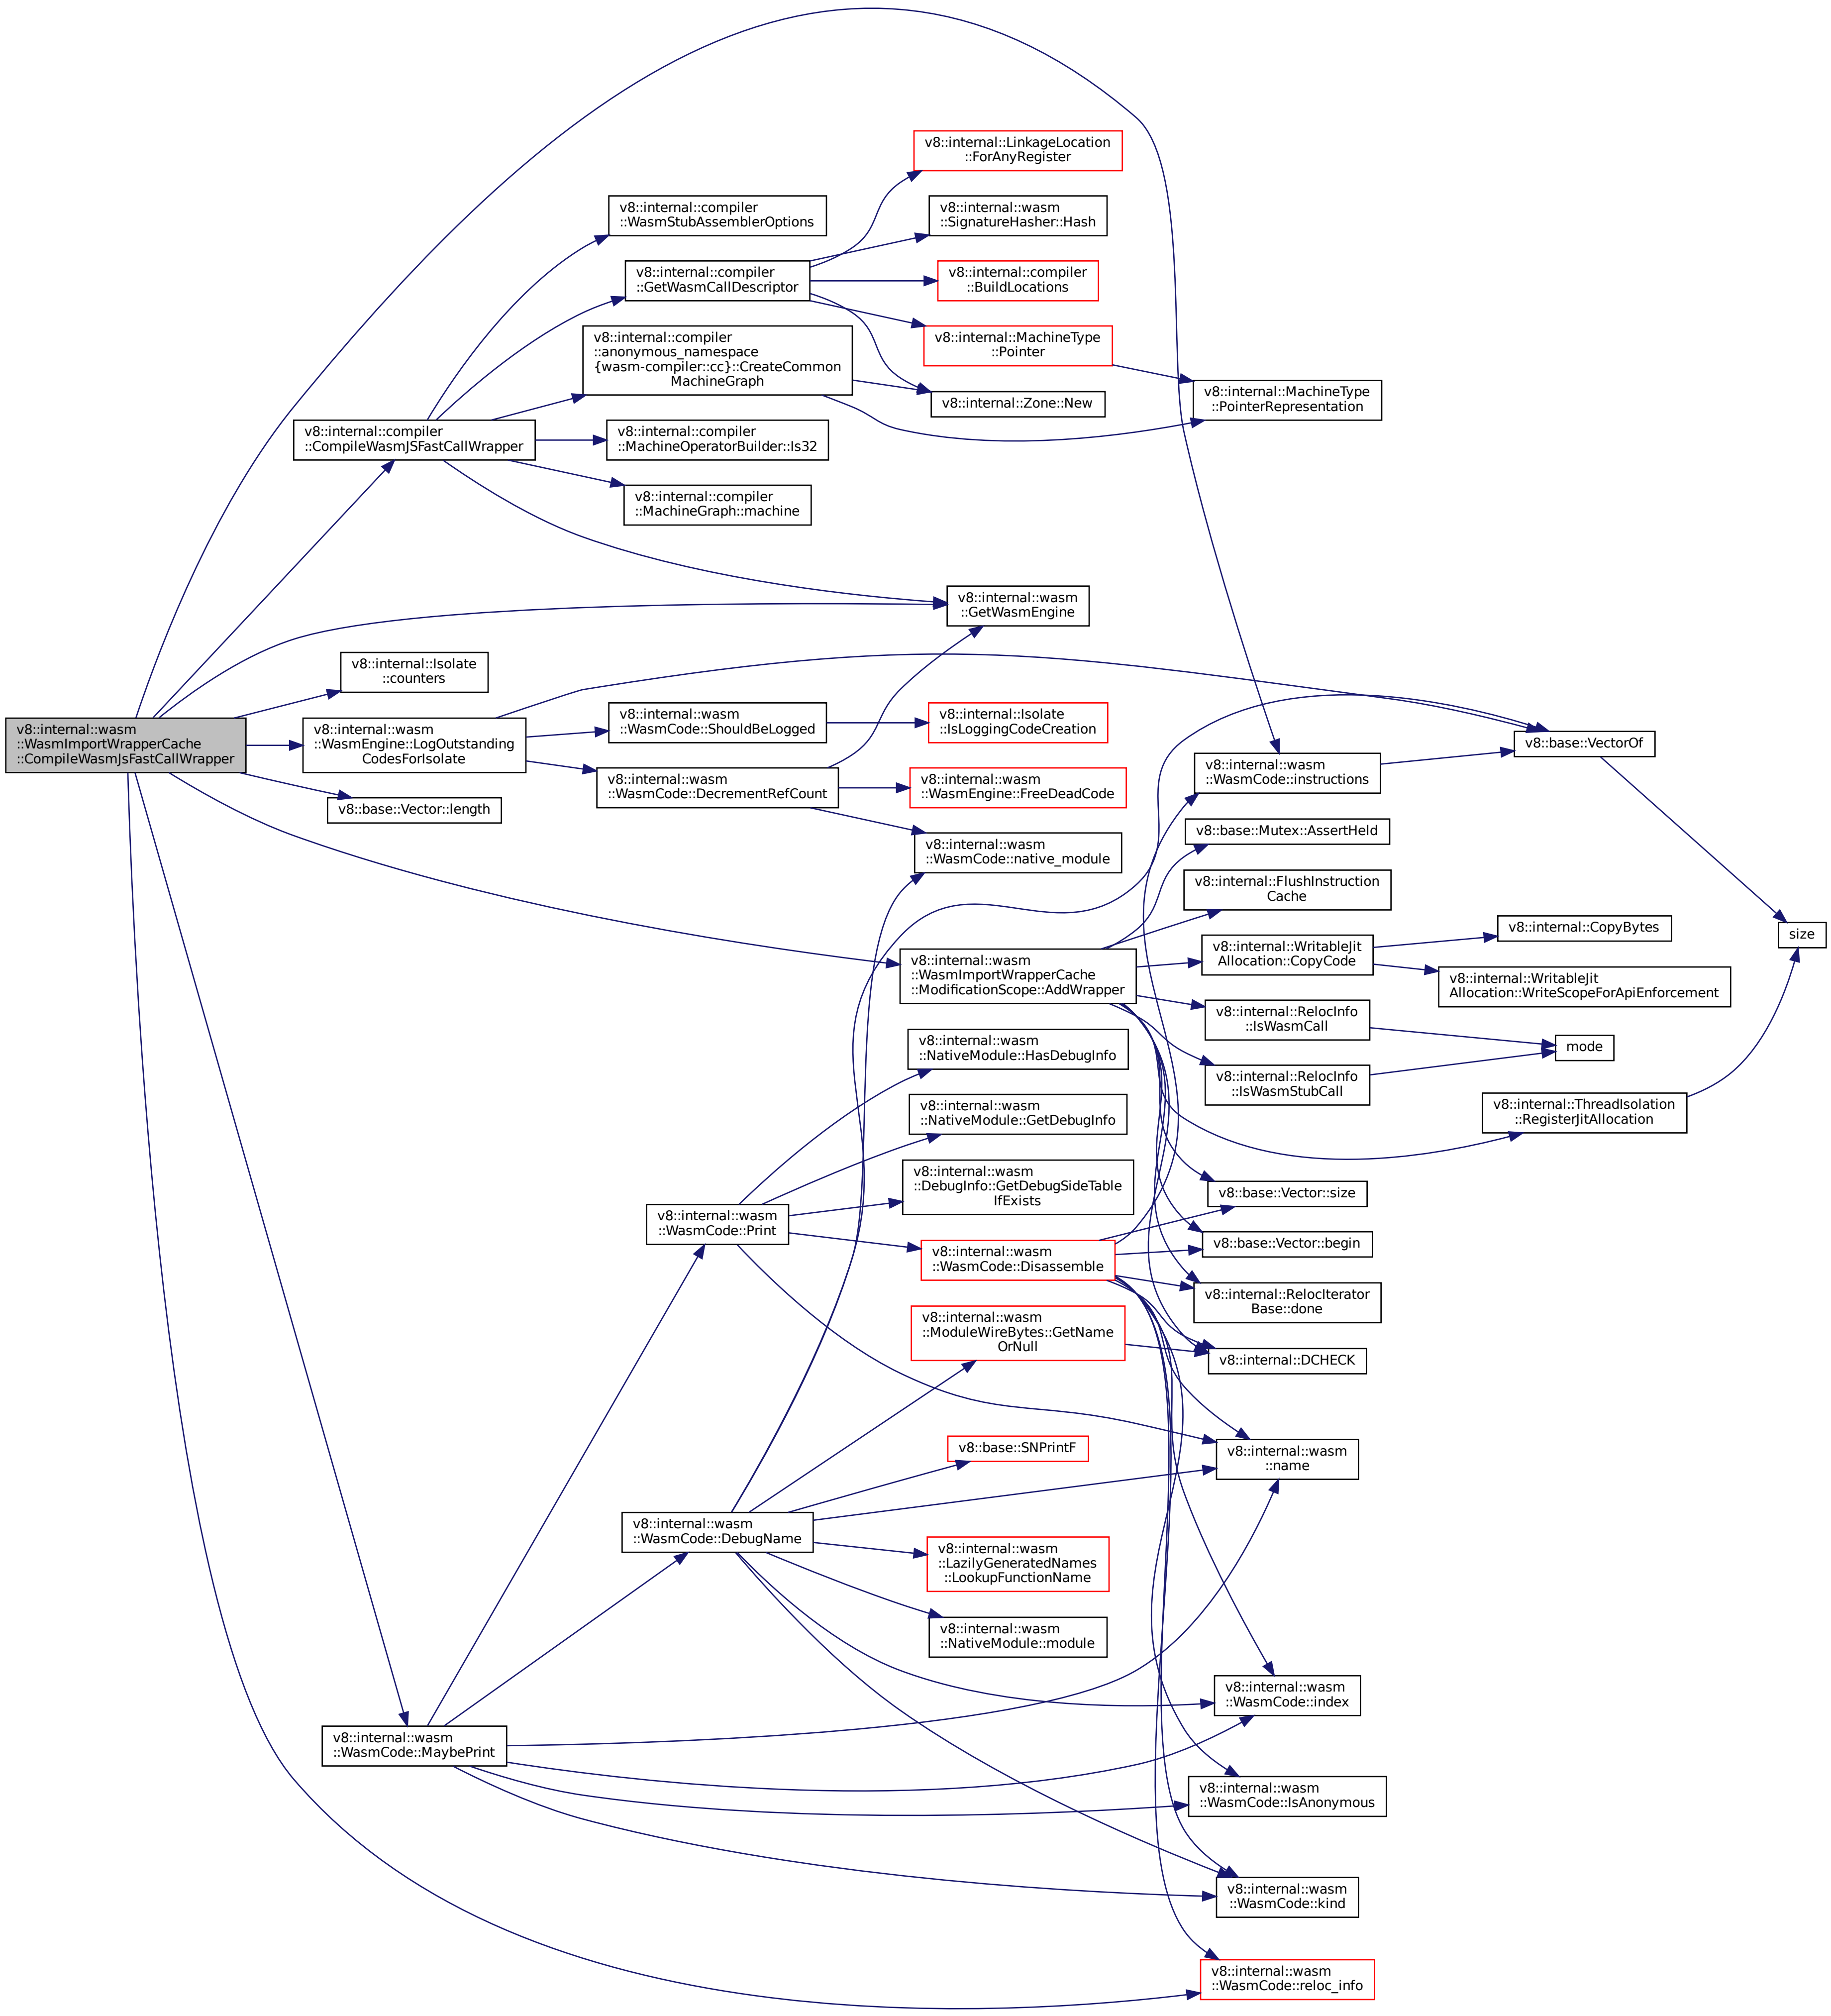 v8::internal::wasm
::WasmImportWrapperCache
::CompileWasmJsFastCallWrapper
v8::internal::compiler
::CompileWasmJSFastCallWrapper
v8::internal::Isolate
::counters
v8::internal::wasm
::WasmEngine::LogOutstanding
CodesForIsolate
v8::base::Vector::length
v8::internal::wasm
::WasmCode::MaybePrint
v8::internal::compiler
::WasmStubAssemblerOptions
v8::internal::compiler
::GetWasmCallDescriptor
v8::internal::compiler
::anonymous_namespace
{wasm-compiler::cc}::CreateCommon
MachineGraph
v8::internal::compiler
::MachineOperatorBuilder::Is32
v8::internal::compiler
::MachineGraph::machine
v8::internal::wasm
::WasmCode::ShouldBeLogged
v8::internal::wasm
::WasmCode::DecrementRefCount
v8::internal::wasm
::WasmCode::Print
v8::internal::wasm
::WasmCode::DebugName
v8::internal::LinkageLocation
::ForAnyRegister
v8::internal::wasm
::SignatureHasher::Hash
v8::internal::compiler
::BuildLocations
v8::internal::MachineType
::Pointer
v8::internal::Zone::New
v8::internal::wasm
::GetWasmEngine
v8::internal::Isolate
::IsLoggingCodeCreation
v8::internal::wasm
::WasmEngine::FreeDeadCode
v8::internal::wasm
::WasmCode::native_module
v8::internal::wasm
::WasmImportWrapperCache
::ModificationScope::AddWrapper
v8::internal::wasm
::NativeModule::HasDebugInfo
v8::internal::wasm
::NativeModule::GetDebugInfo
v8::internal::wasm
::DebugInfo::GetDebugSideTable
IfExists
v8::internal::wasm
::WasmCode::Disassemble
v8::internal::wasm
::ModuleWireBytes::GetName
OrNull
v8::base::SNPrintF
v8::internal::wasm
::LazilyGeneratedNames
::LookupFunctionName
v8::internal::wasm
::NativeModule::module
v8::internal::MachineType
::PointerRepresentation
v8::internal::wasm
::WasmCode::instructions
v8::base::Mutex::AssertHeld
v8::internal::FlushInstruction
Cache
v8::internal::WritableJit
Allocation::CopyCode
v8::internal::RelocInfo
::IsWasmCall
v8::internal::RelocInfo
::IsWasmStubCall
v8::base::Vector::size
v8::base::Vector::begin
v8::internal::RelocIterator
Base::done
v8::internal::DCHECK
v8::internal::wasm
::name
v8::internal::wasm
::WasmCode::index
v8::internal::wasm
::WasmCode::IsAnonymous
v8::internal::wasm
::WasmCode::kind
v8::internal::wasm
::WasmCode::reloc_info
v8::base::VectorOf
v8::internal::CopyBytes
v8::internal::WritableJit
Allocation::WriteScopeForApiEnforcement
mode
v8::internal::ThreadIsolation
::RegisterJitAllocation
size